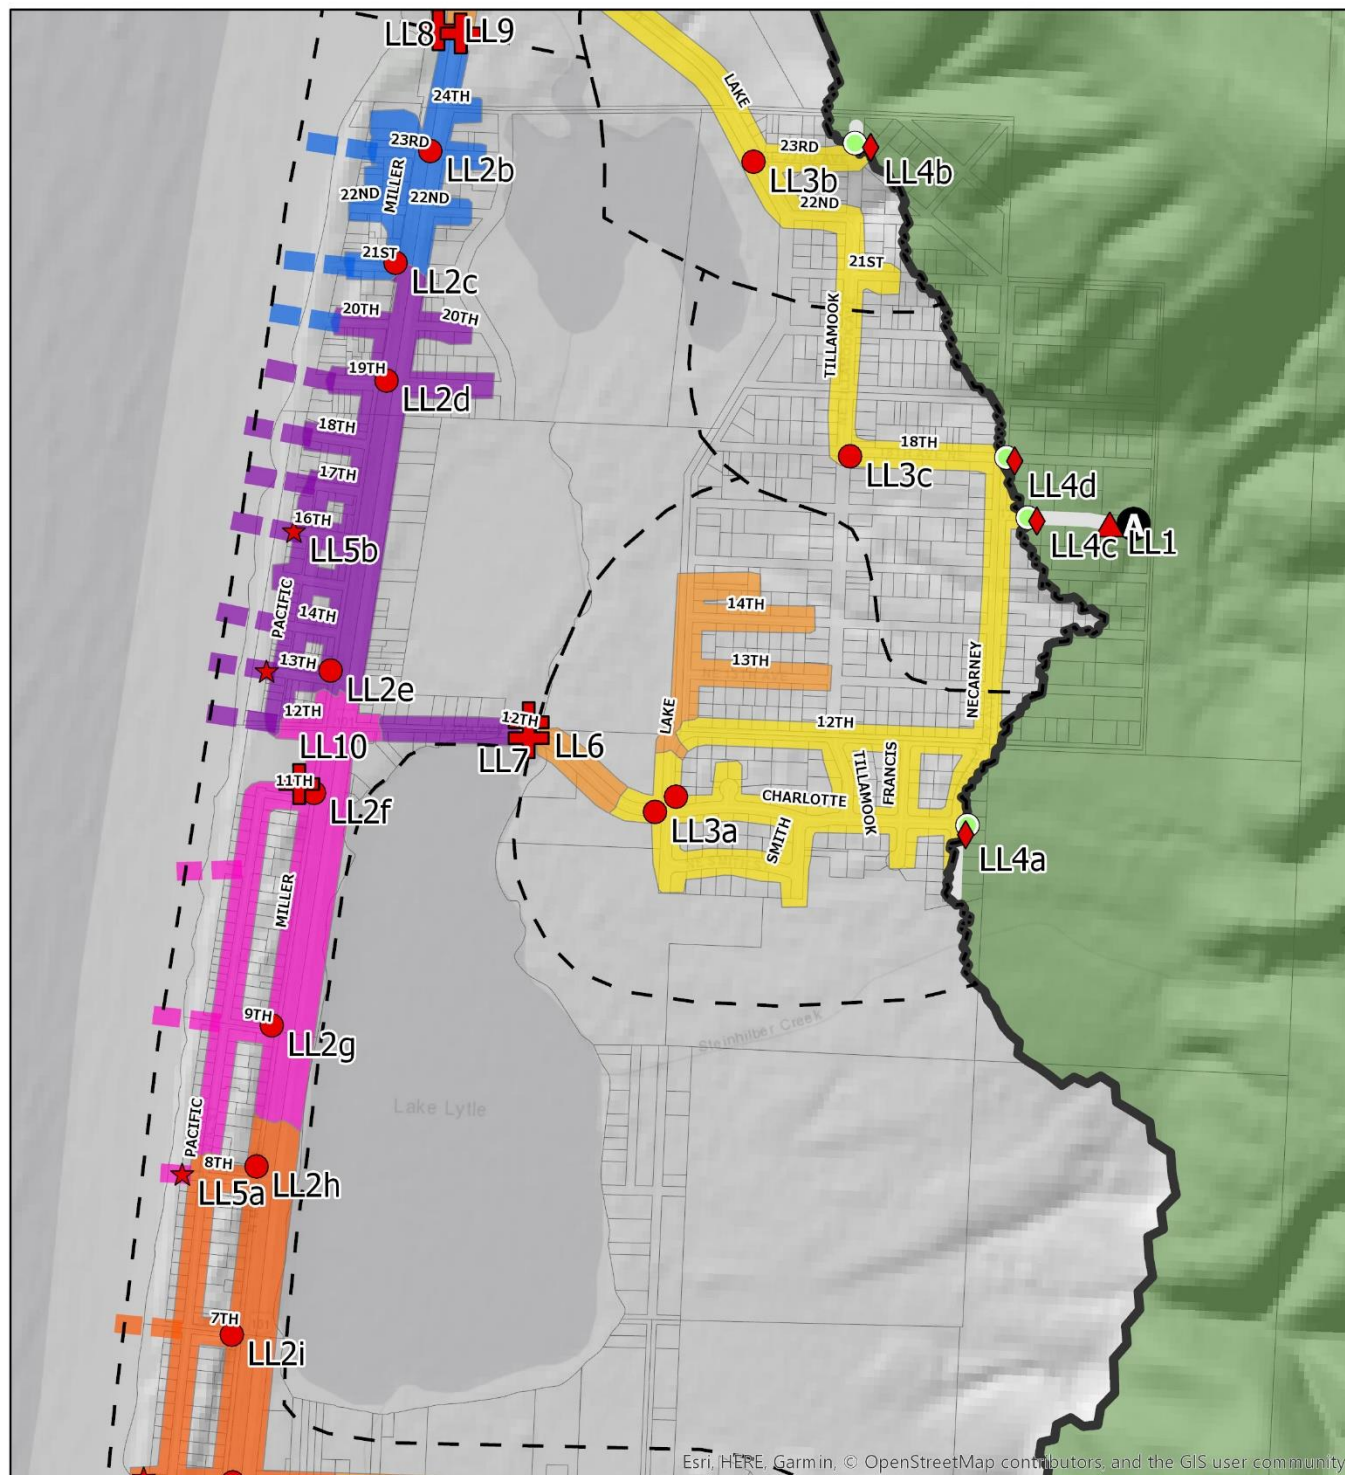 LL8
LL9
LAKE
24TH
23RD
LL2b
23RD
LL4b
LL3b
22ND
MILLER
22ND
22ND
21ST
LL2c
21ST
20TH
20TH
TILLAMOOK
19TH
LL2d
18TH
18TH
LL3c
17TH
LL4d
16TH
LL5b
A
LL4c
LL1
PACIFIC
14TH
14TH
13TH
13TH
LL2e
NECARNEY
12TH
12TH
LAKE
12TH
LL10
LL7
LL6
11TH
LL2f
TILLAMOOK
FRANCIS
CHARLOTTE
LL3a
SMITH
LL4a
MILLER
9TH
LL2g
Steinhilber Creek
Lake Lytle
PACIFIC
8TH
LL5a
LL2h
7TH
LL2i
Esri, HERE, Garmin, © OpenStreetMap contributors, and the GIS user community